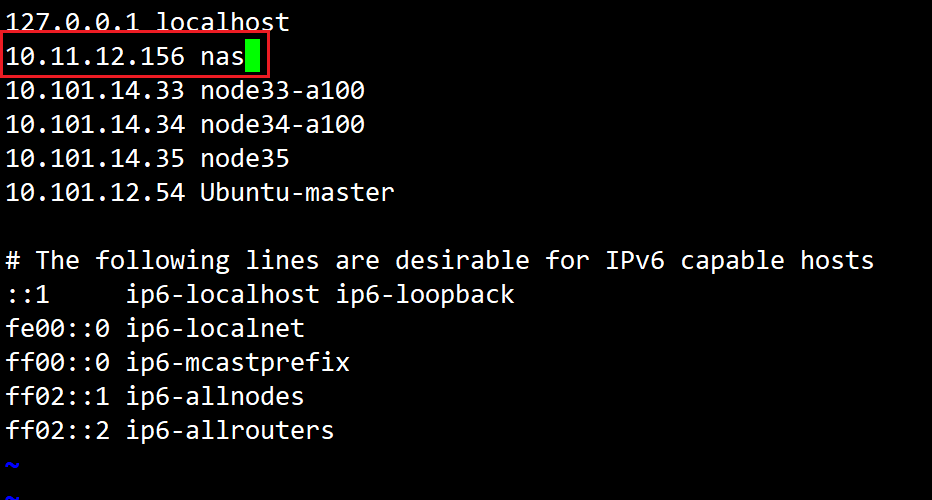 127.0.0.1 localhost
10.11.12.156 nas
10.101.14.33 node33-a100
10.101.14.34 node34-a100
10.101.14.35 node35
10.101.12.54 Ubuntu-master
# The following lines are desirable for IPv6 capable hosts
::1     ip6-localhost ip6-loopback
fe00::0 ip6-localnet
ff00::0 ip6-mcastprefix
ff02::1 ip6-allnodes
ff02::2 ip6-allrouters
~
~